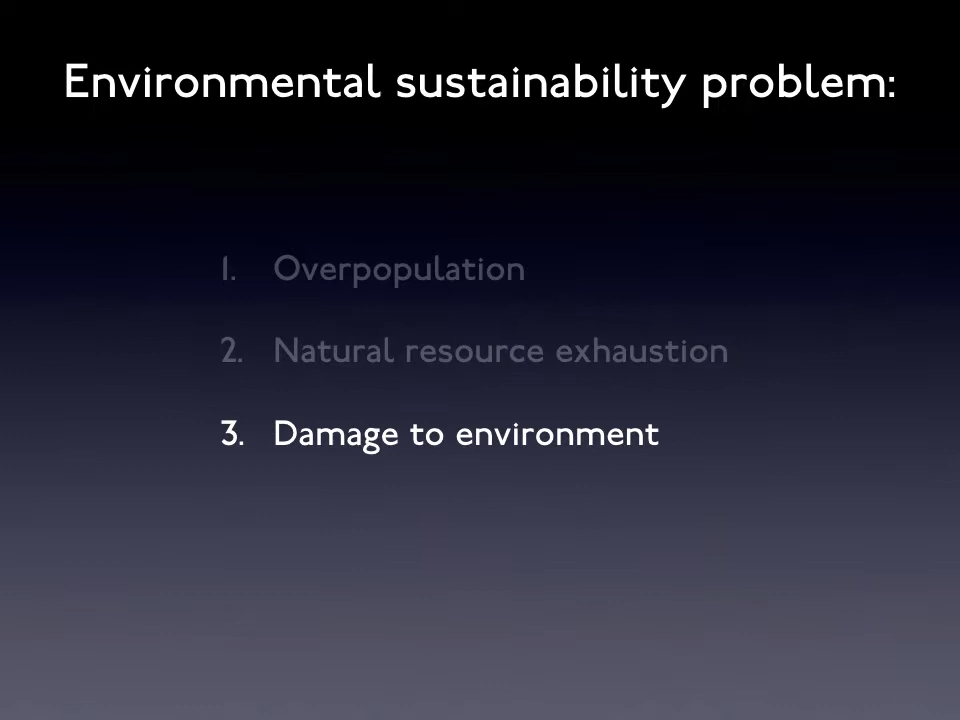 Environmental sustainability problem:
1. Overpopulation
2. Natural resource exhaustion
3. Damage to environment